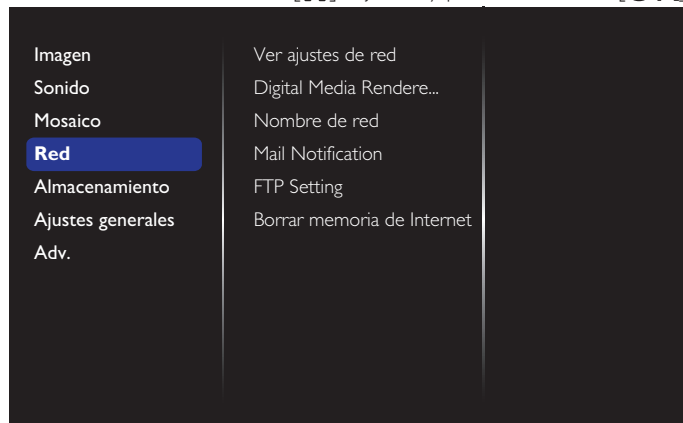 Imagen
Sonido
Mosaico
Red
Almacenamiento
Ajustes generales
Adv.
Ver ajustes de red
Digital Media Rendere...
Nombre de red
Mail Notification
FTP Setting
Borrar memoria de Internet